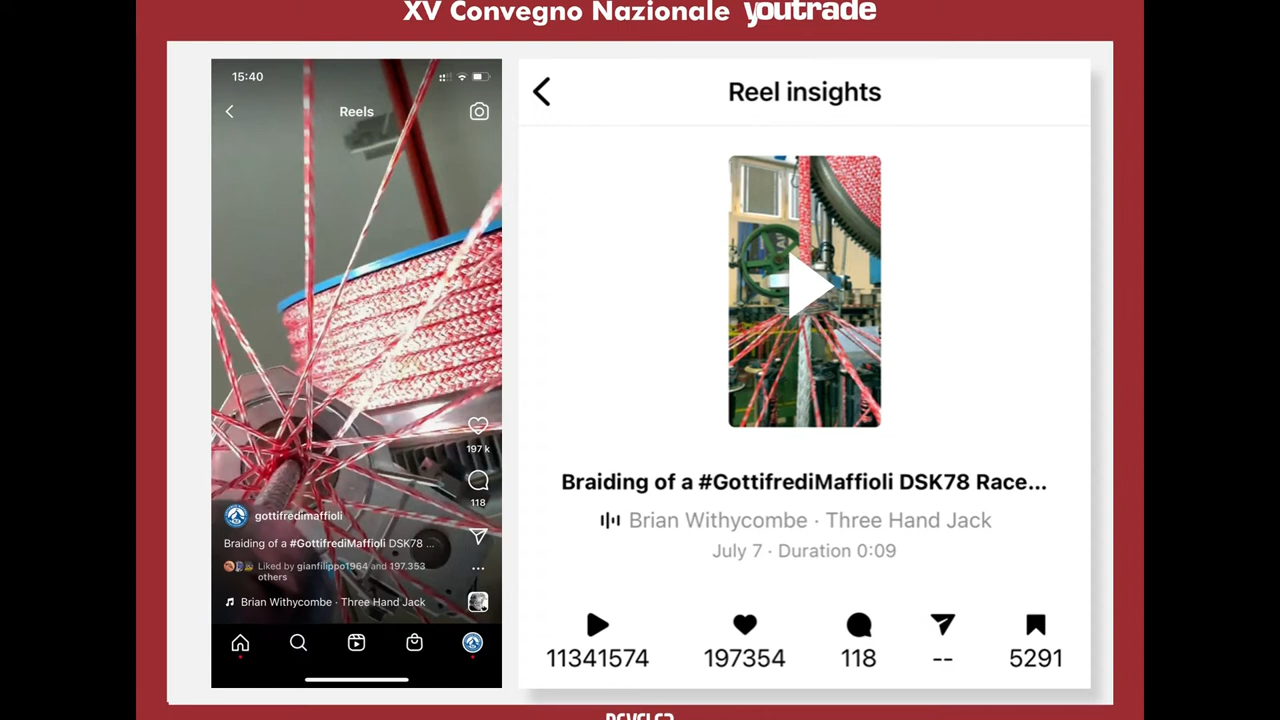 XV Convegno Nazionale youtrade
15:40
Reels
197 k
118
gottifredimaffioli
Braiding of a #GottifrediMaffioli DSK78 ...
Liked by gianfilippo1964 and 197.353
others
Brian Withycombe · Three Hand Jack
Reel insights
Braiding of a #GottifrediMaffioli DSK78 Race...
Brian Withycombe · Three Hand Jack
July 7 · Duration 0:09
11341574 197354 118 -- 5291